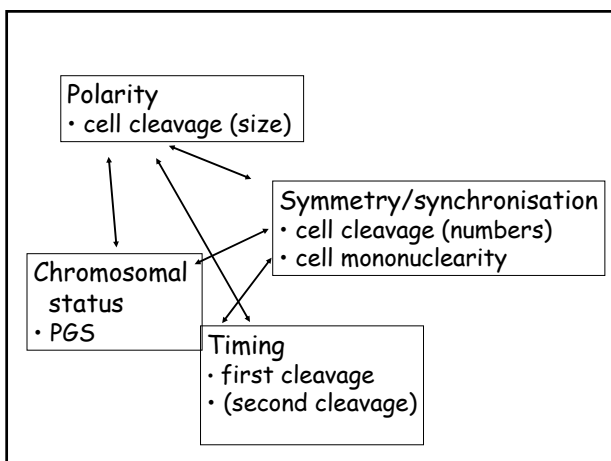 Polarity
• cell cleavage (size)
Symmetry/synchronisation
• cell cleavage (numbers)
• cell mononuclearity
Chromosomal
status
• PGS
Timing
• first cleavage
• (second cleavage)